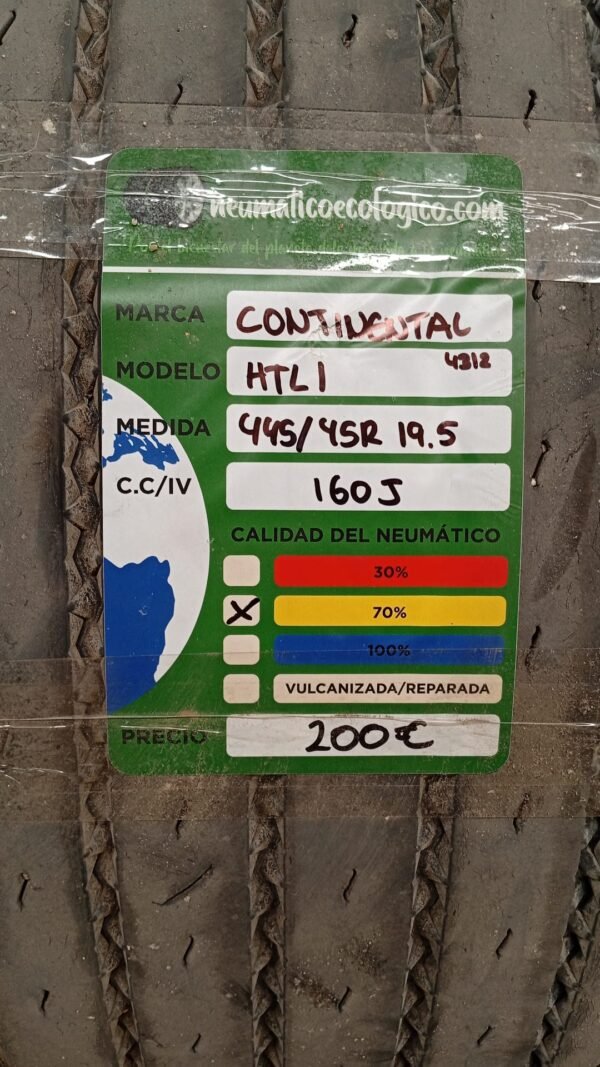 neumaticoecologico.com
MARCA CONTINENTAL
MODELO HTL1 4312
MEDIDA 445/45R 19.5
C.C/IV 160J
CALIDAD DEL NEUMÁTICO
30%
X 70%
100%
VULCANIZADA/REPARADA
PRECIO 200€